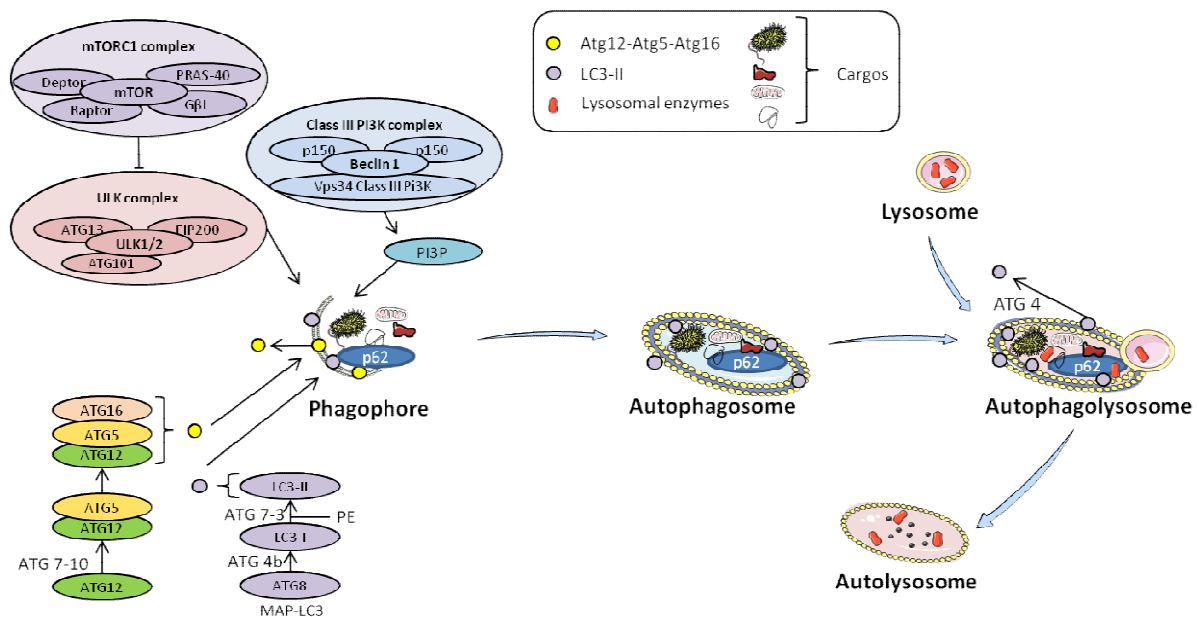 mTORC1 complex
Deptor
PRAS-40
mTOR
Raptor
GβL
Class III PI3K complex
p150
p150
Beclin 1
Vps34 Class III Pi3K
ULK complex
ATG13
FIP200
ULK1/2
ATG101
PI3P
Atg12-Atg5-Atg16
LC3-II
Lysosomal enzymes
Cargos
Lysosome
ATG 4
p62
p62
p62
Phagophore
Autophagosome
Autophagolysosome
ATG16
ATG5
ATG12
ATG5
ATG12
ATG 7-10
ATG12
LC3-II
ATG 7-3
PE
LC3-I
ATG 4b
ATG8
MAP-LC3
Autolysosome